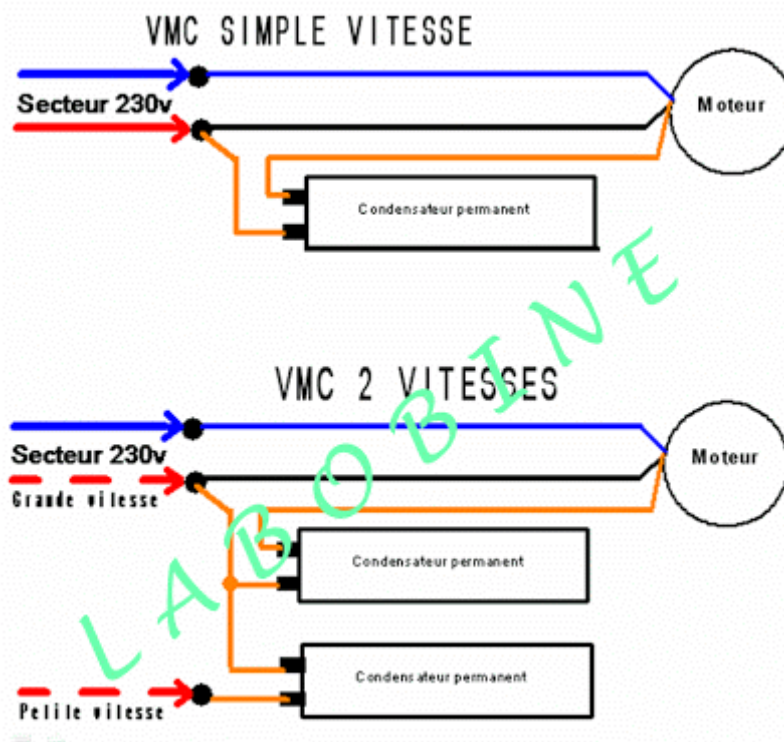 VMC SIMPLE VITESSE
Secteur 230v
Moteur
Condensateur permanent
LABOBINE
VMC 2 VITESSES
Secteur 230v
Moteur
Grande vitesse
Condensateur permanent
Condensateur permanent
Petite vitesse